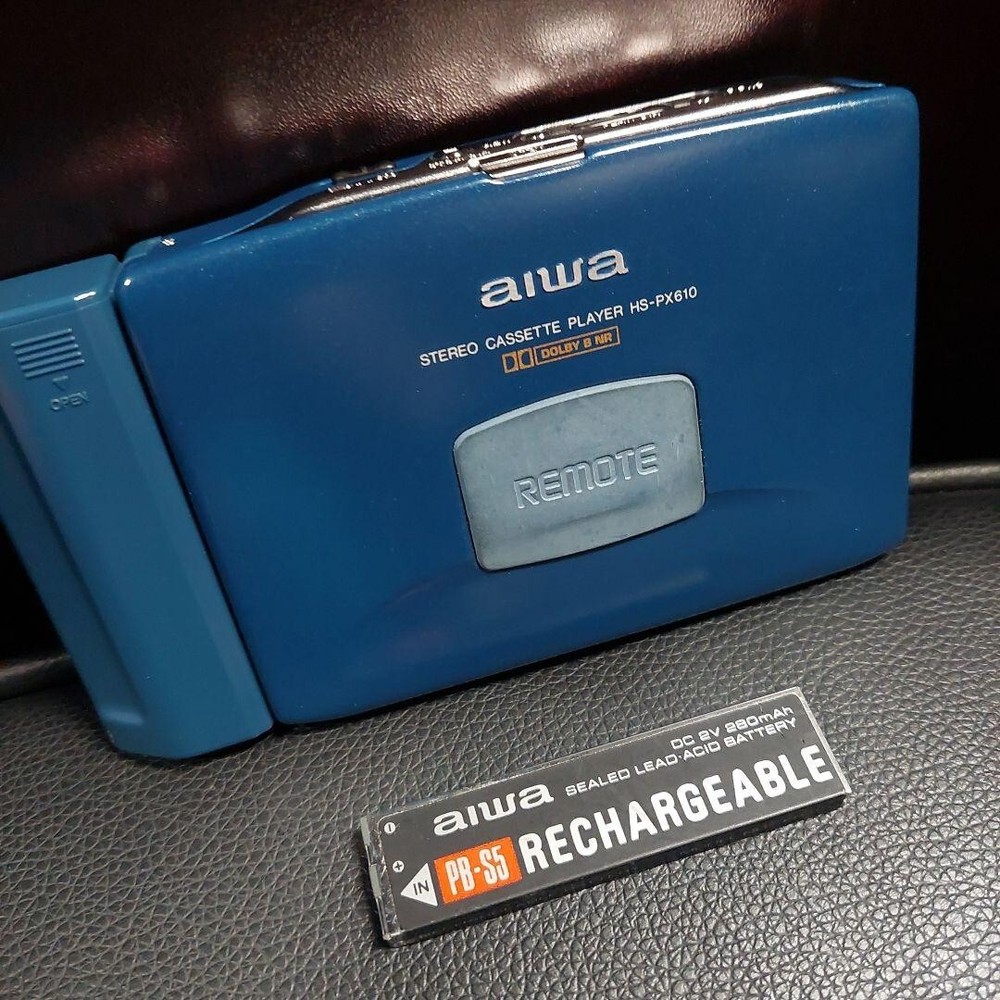 aiwa
STEREO CASSETTE PLAYER HS-PX610
DOLBY B NR
OPEN
REMOTE
DC 2V 280mAh
aiwa SEALED LEAD-ACID BATTERY
IN PB-S5 RECHARGEABLE